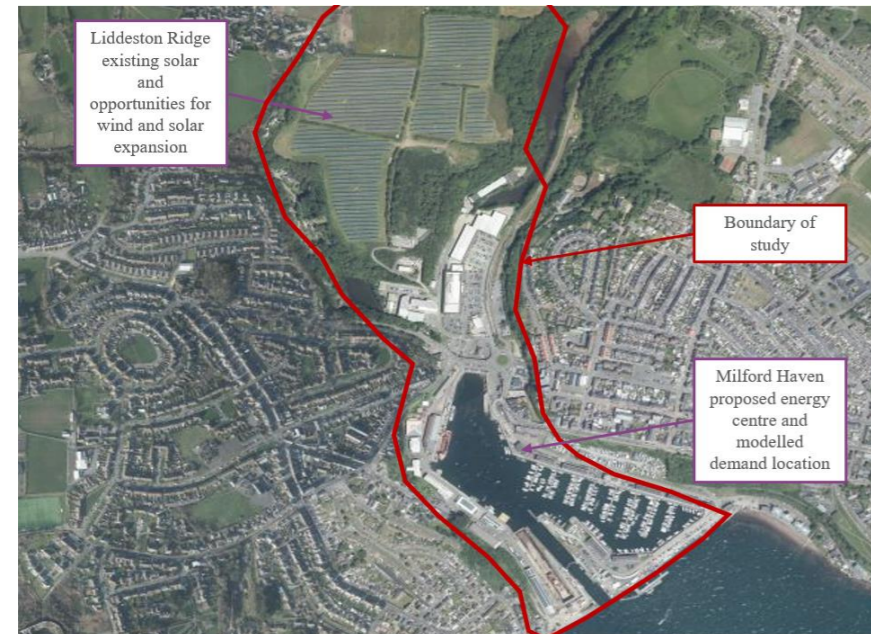 Liddeston Ridge
existing solar
and
opportunities for
wind and solar
expansion
Boundary of
study
Milford Haven
proposed energy
centre and
modelled
demand location